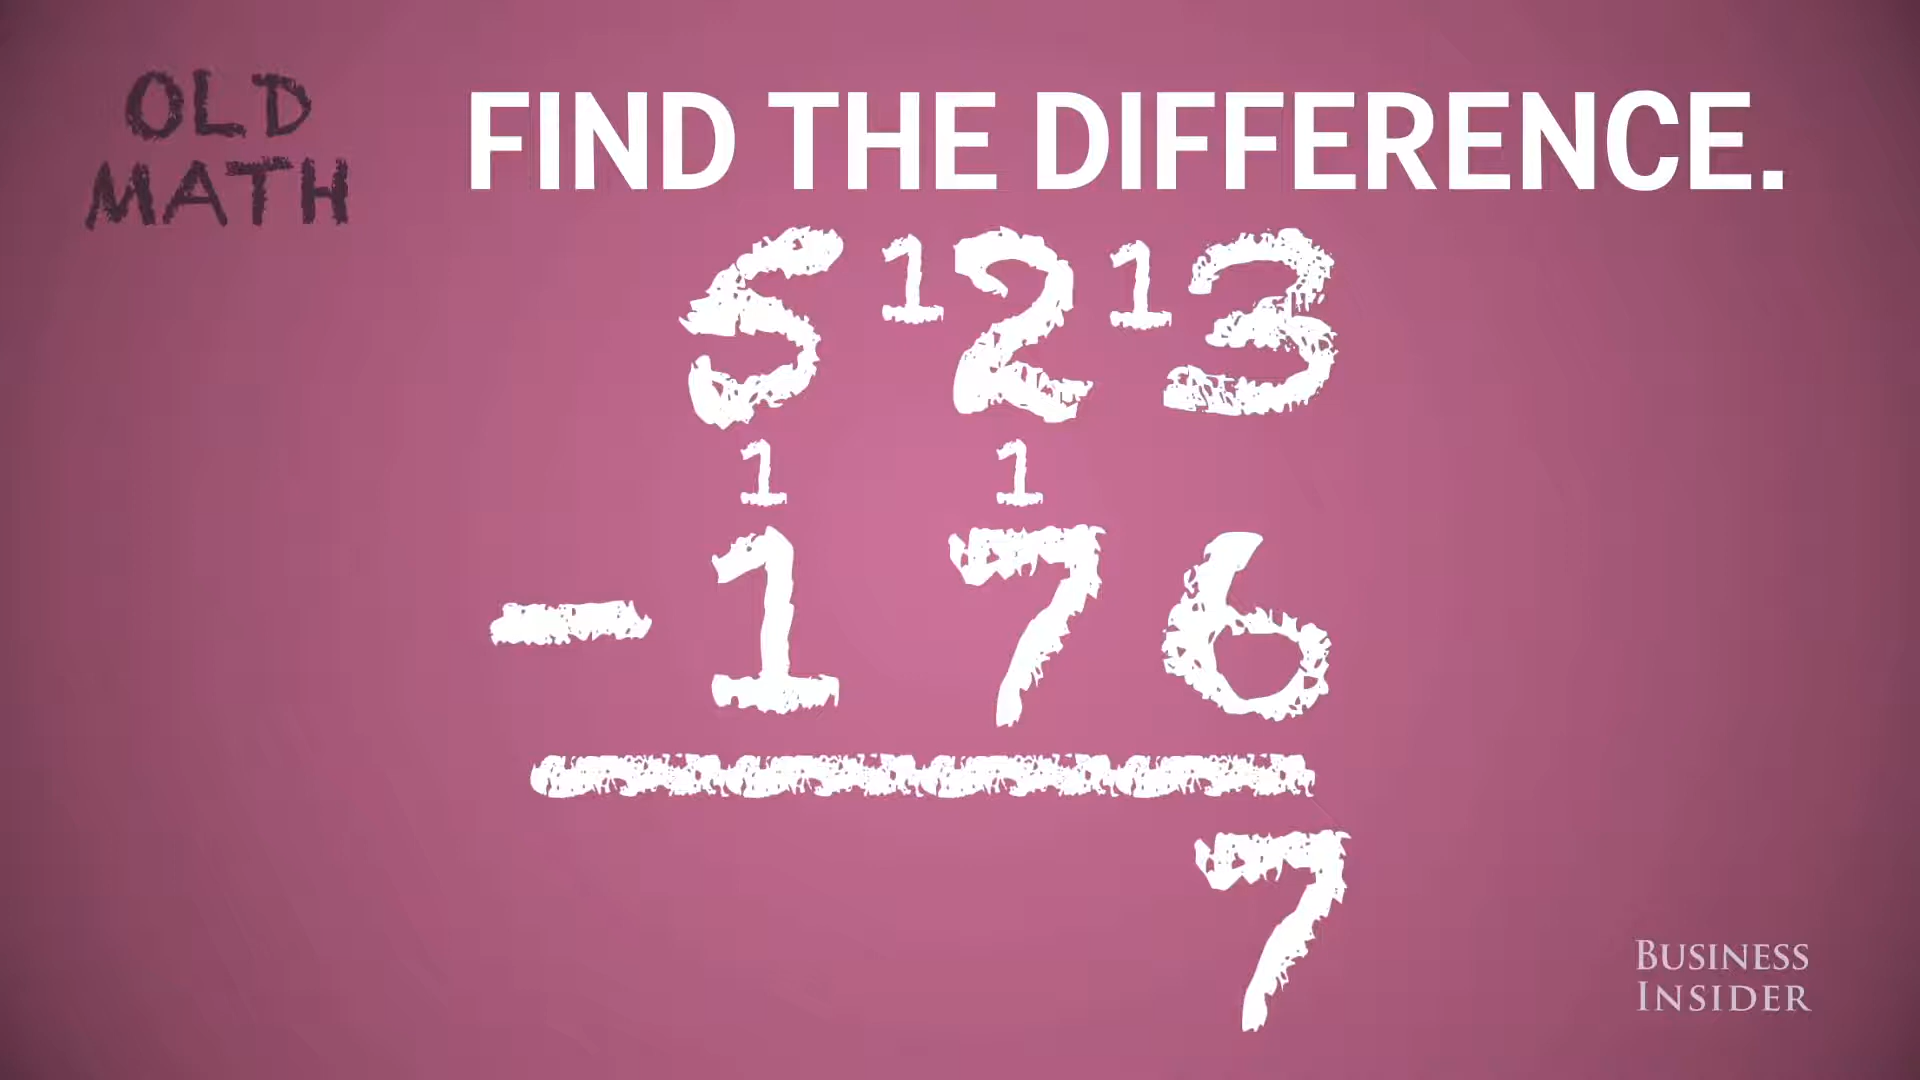 OLD
MATH
FIND THE DIFFERENCE.
5 1 2 1 3
1 1
- 1 7 6
7
BUSINESS
INSIDER